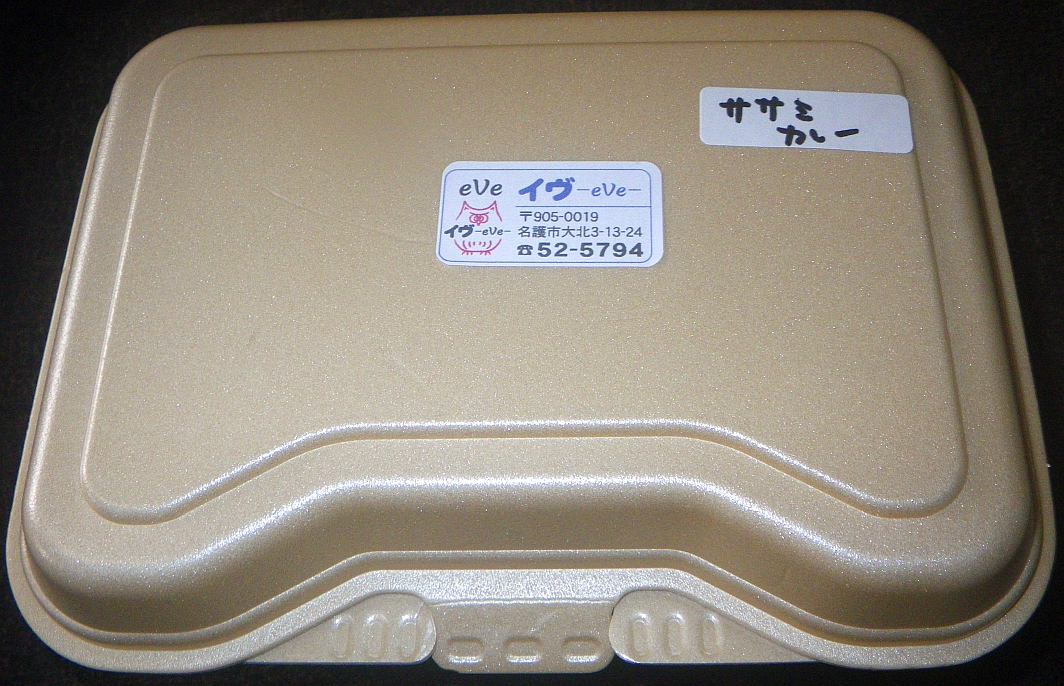 ササミ
カレー
eVe
イヴ-eVe-
イヴ-eVe-
〒905-0019
名護市大北3-13-24
☎52-5794